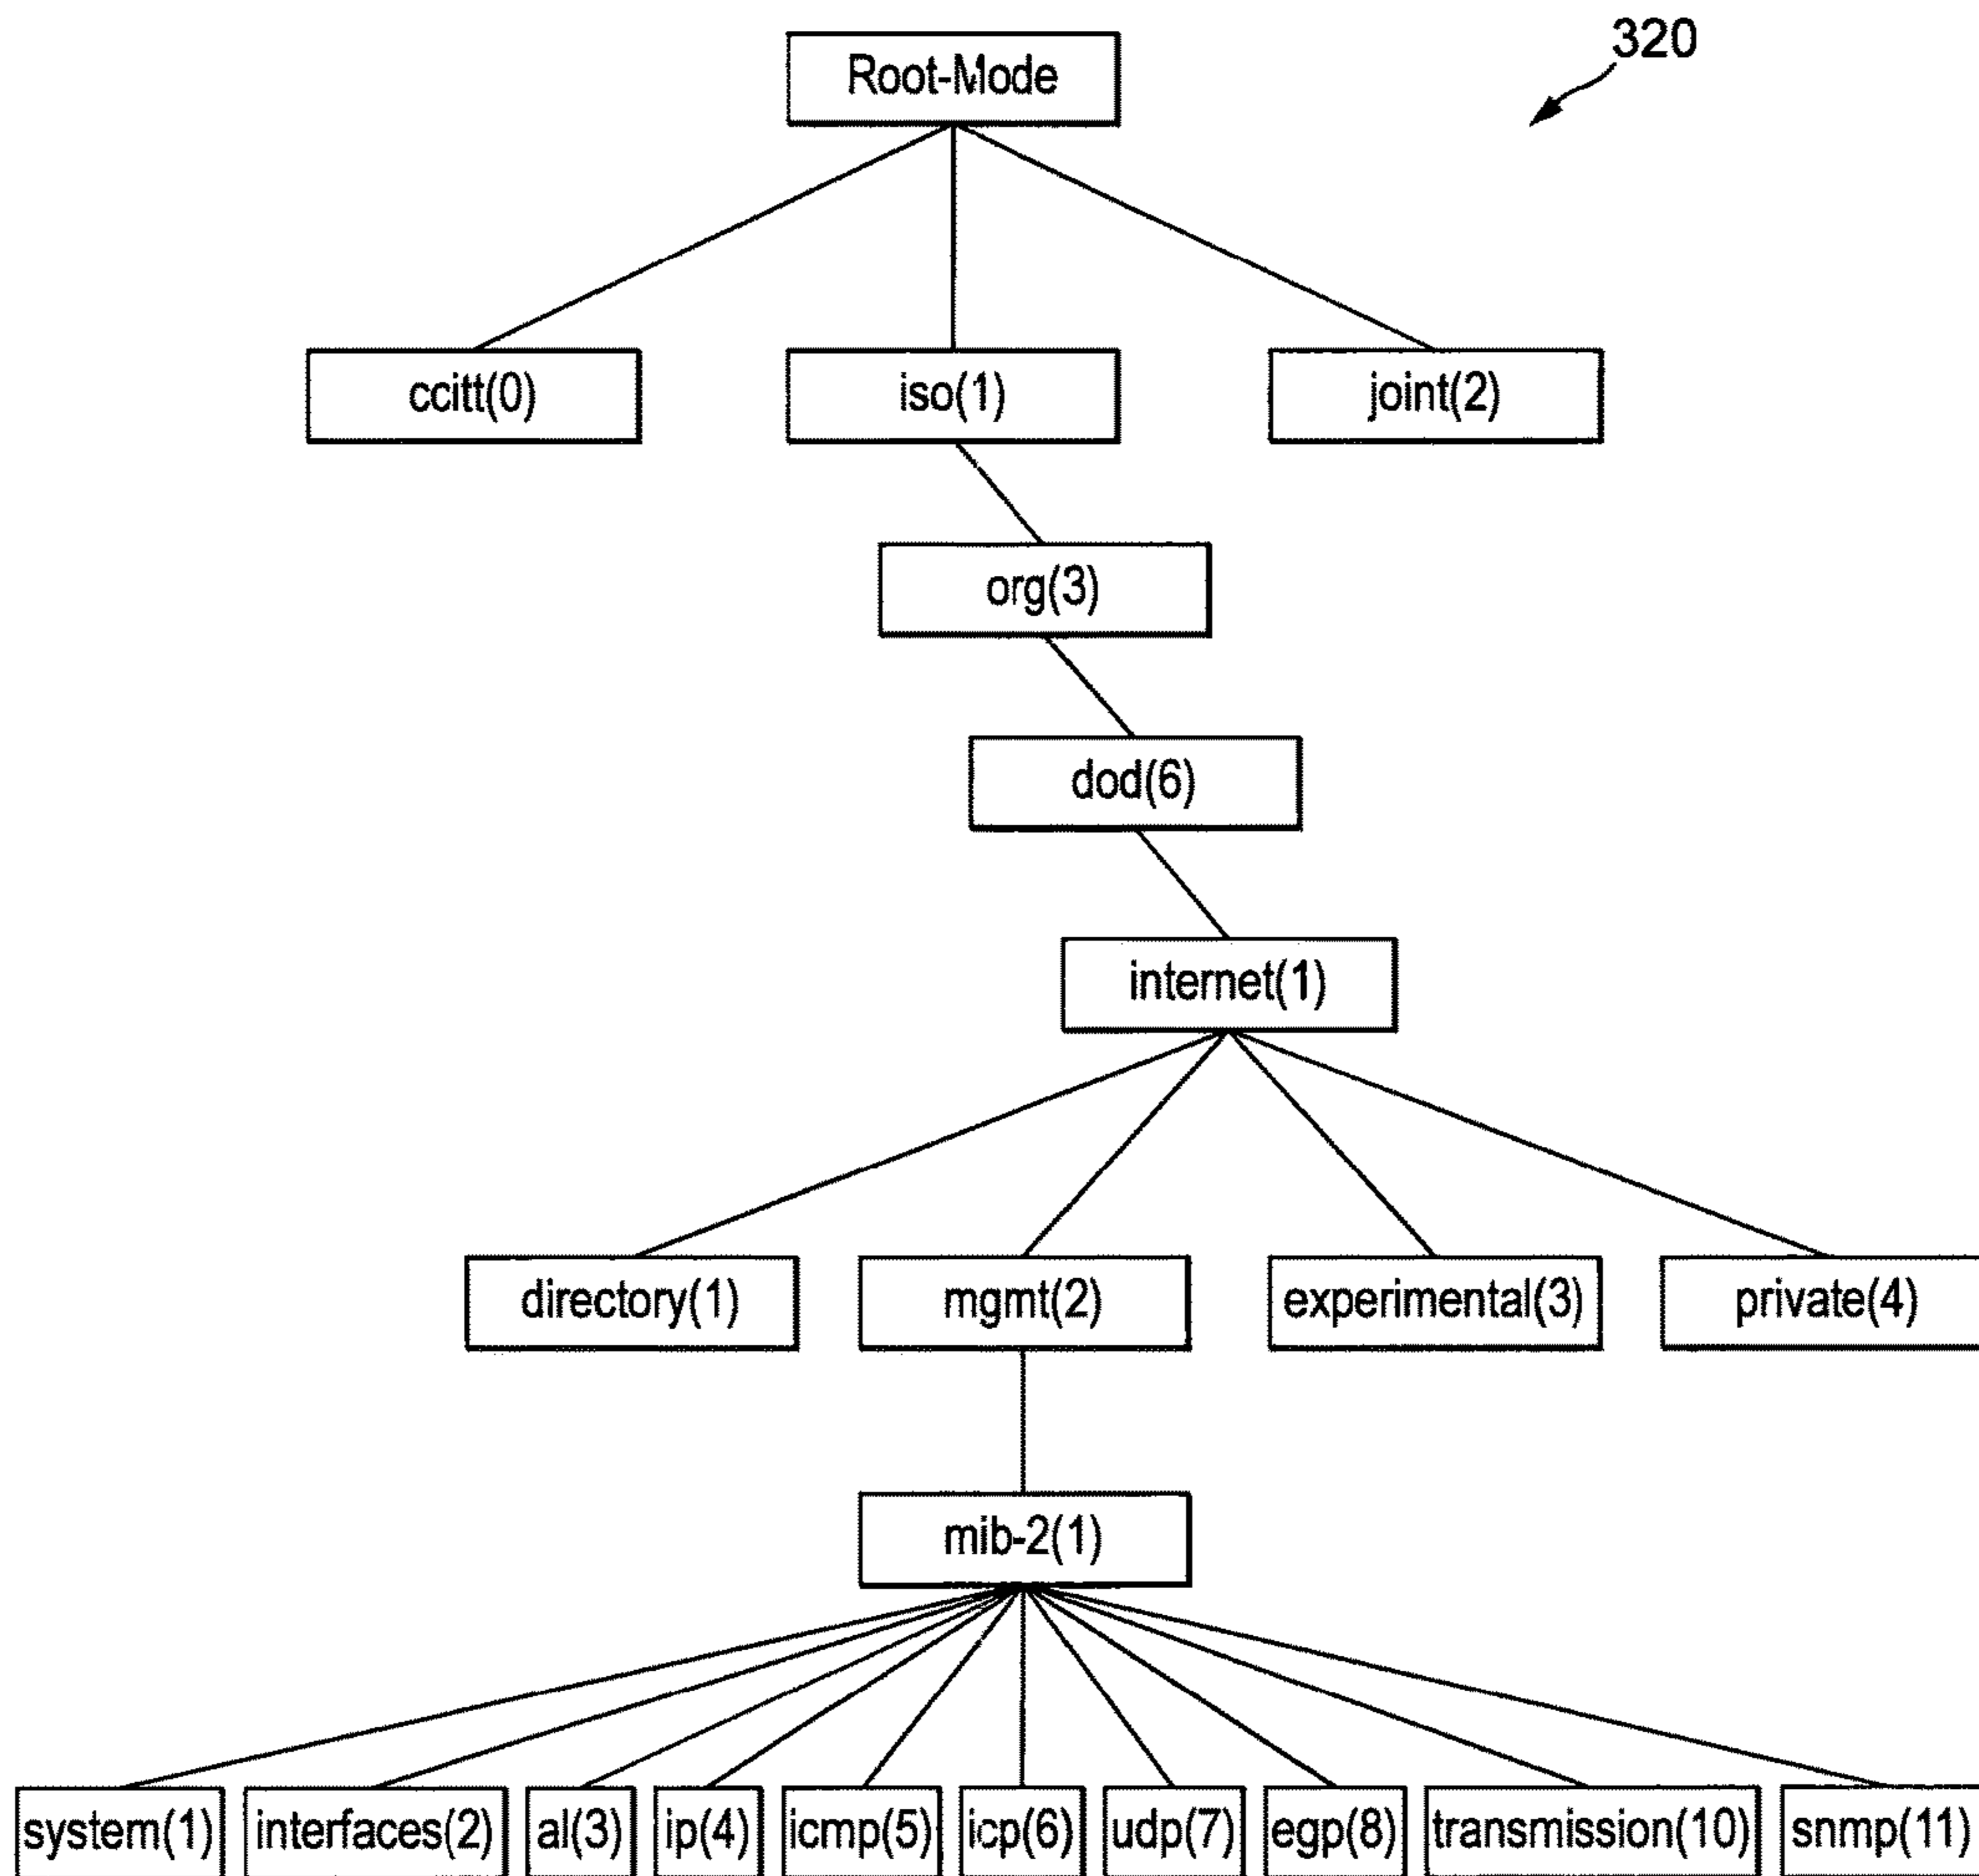 320
Root-Mode
ccitt(0)
iso(1)
joint(2)
org(3)
dod(6)
internet(1)
directory(1)
mgmt(2)
experimental(3)
private(4)
mib-2(1)
system(1)
interfaces(2)
al(3)
ip(4)
icmp(5)
icp(6)
udp(7)
egp(8)
transmission(10)
snmp(11)